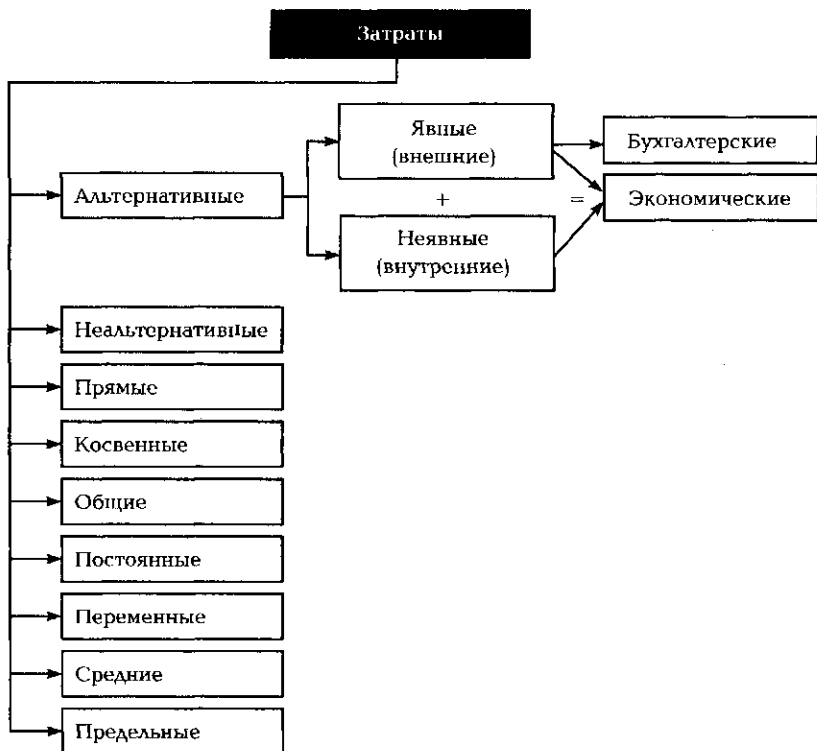 Затраты
Явные
(внешние)
Бухгалтерские
Альтернативные
+
=
Экономические
Неявные
(внутренние)
Неальтернативные
Прямые
Косвенные
Общие
Постоянные
Переменные
Средние
Предельные